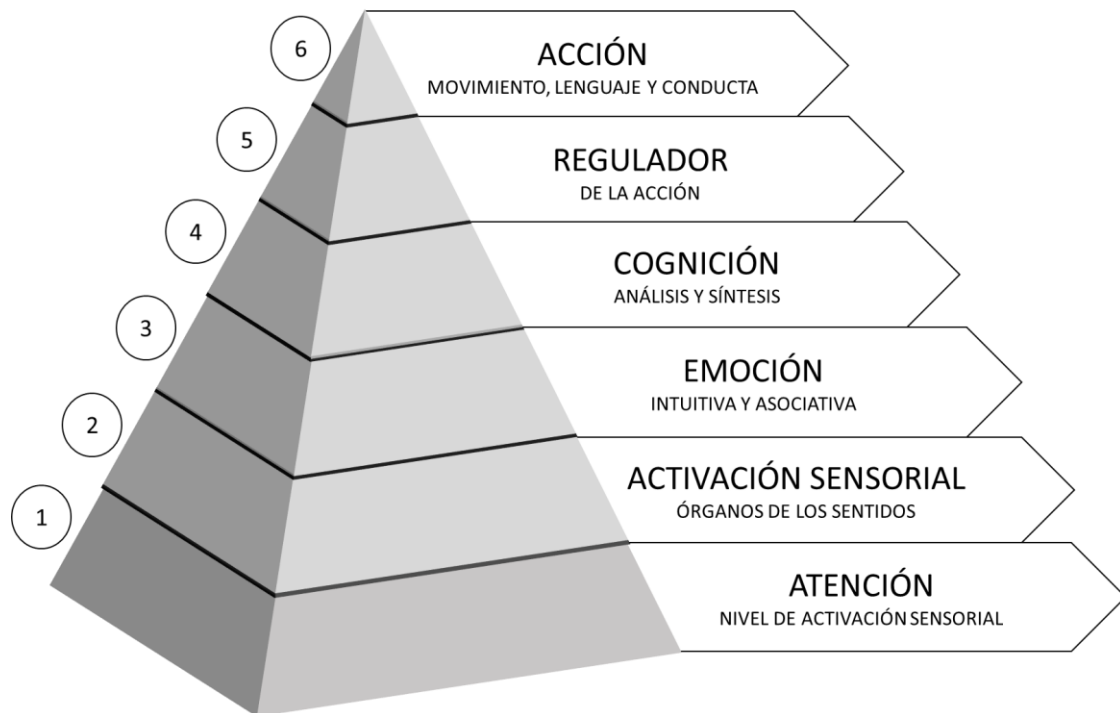 6
ACCIÓN
MOVIMIENTO, LENGUAJE Y CONDUCTA
5
REGULADOR
DE LA ACCIÓN
4
COGNICIÓN
ANÁLISIS Y SÍNTESIS
3
EMOCIÓN
INTUITIVA Y ASOCIATIVA
2
ACTIVACIÓN SENSORIAL
ÓRGANOS DE LOS SENTIDOS
1
ATENCIÓN
NIVEL DE ACTIVACIÓN SENSORIAL